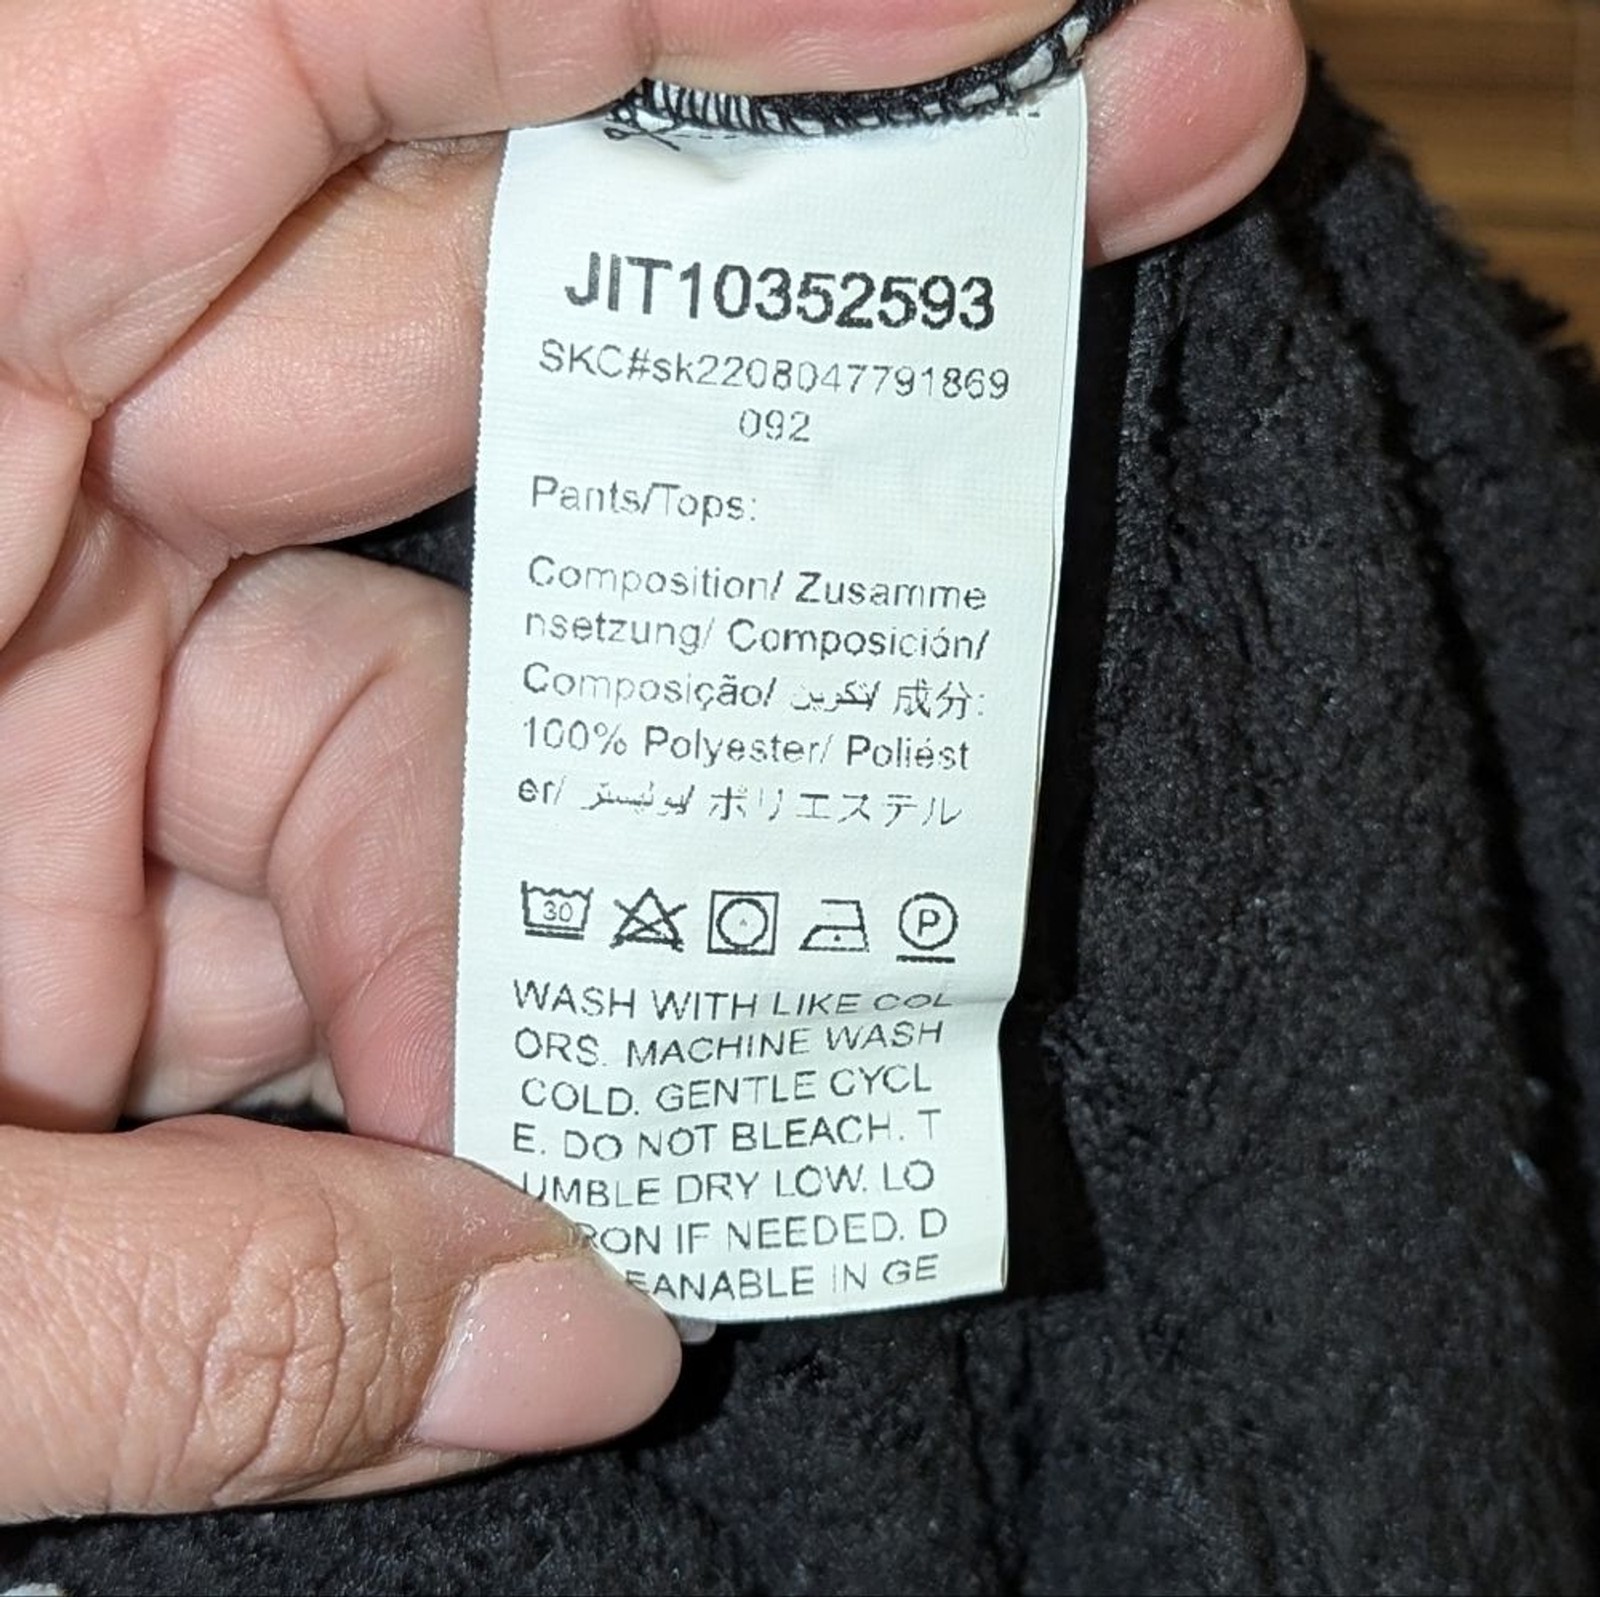 JIT10352593
SKC#sk2208047791869
092
Pants/Tops:
Composition/ Zusamme
nsetzung/ Composición/
Composição/ 成分:
100% Polyester/ Poliést
er/ بوليستر/ ポリエステル
30
P
WASH WITH LIKE COL
ORS. MACHINE WASH
COLD. GENTLE CYCL
E. DO NOT BLEACH. T
UMBLE DRY LOW. LO
RON IF NEEDED. D
EANABLE IN GE